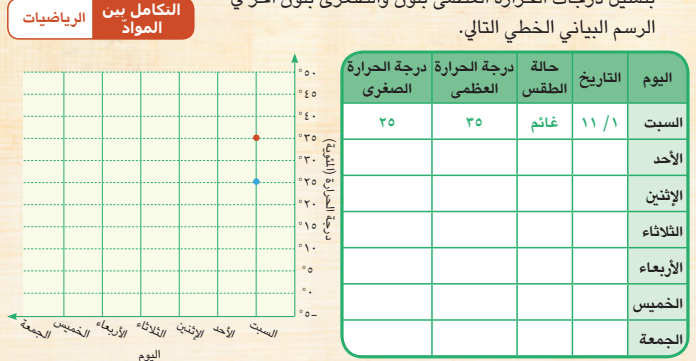 بتمثيل درجات الحرارة العظمى بلون والصغرى بلون آخر في
الرسم البياني الخطي التالي.
التكامل بين المواد
الرياضيات
اليوم التاريخ حالة الطقس درجة الحرارة العظمى درجة الحرارة الصغرى
السبت ١/ ١١ غائم ٣٥ ٢٥
الأحد
الإثنين
الثلاثاء
الأربعاء
الخميس
الجمعة
درجة الحرارة (المئوية)
٥٠°
٤٥°
٤٠°
٣٥°
٣٠°
٢٥°
٢٠°
١٥°
١٠°
٥°
٠°
-٥°
السبت الأحد الإثنين الثلاثاء الأربعاء الخميس الجمعة
اليوم